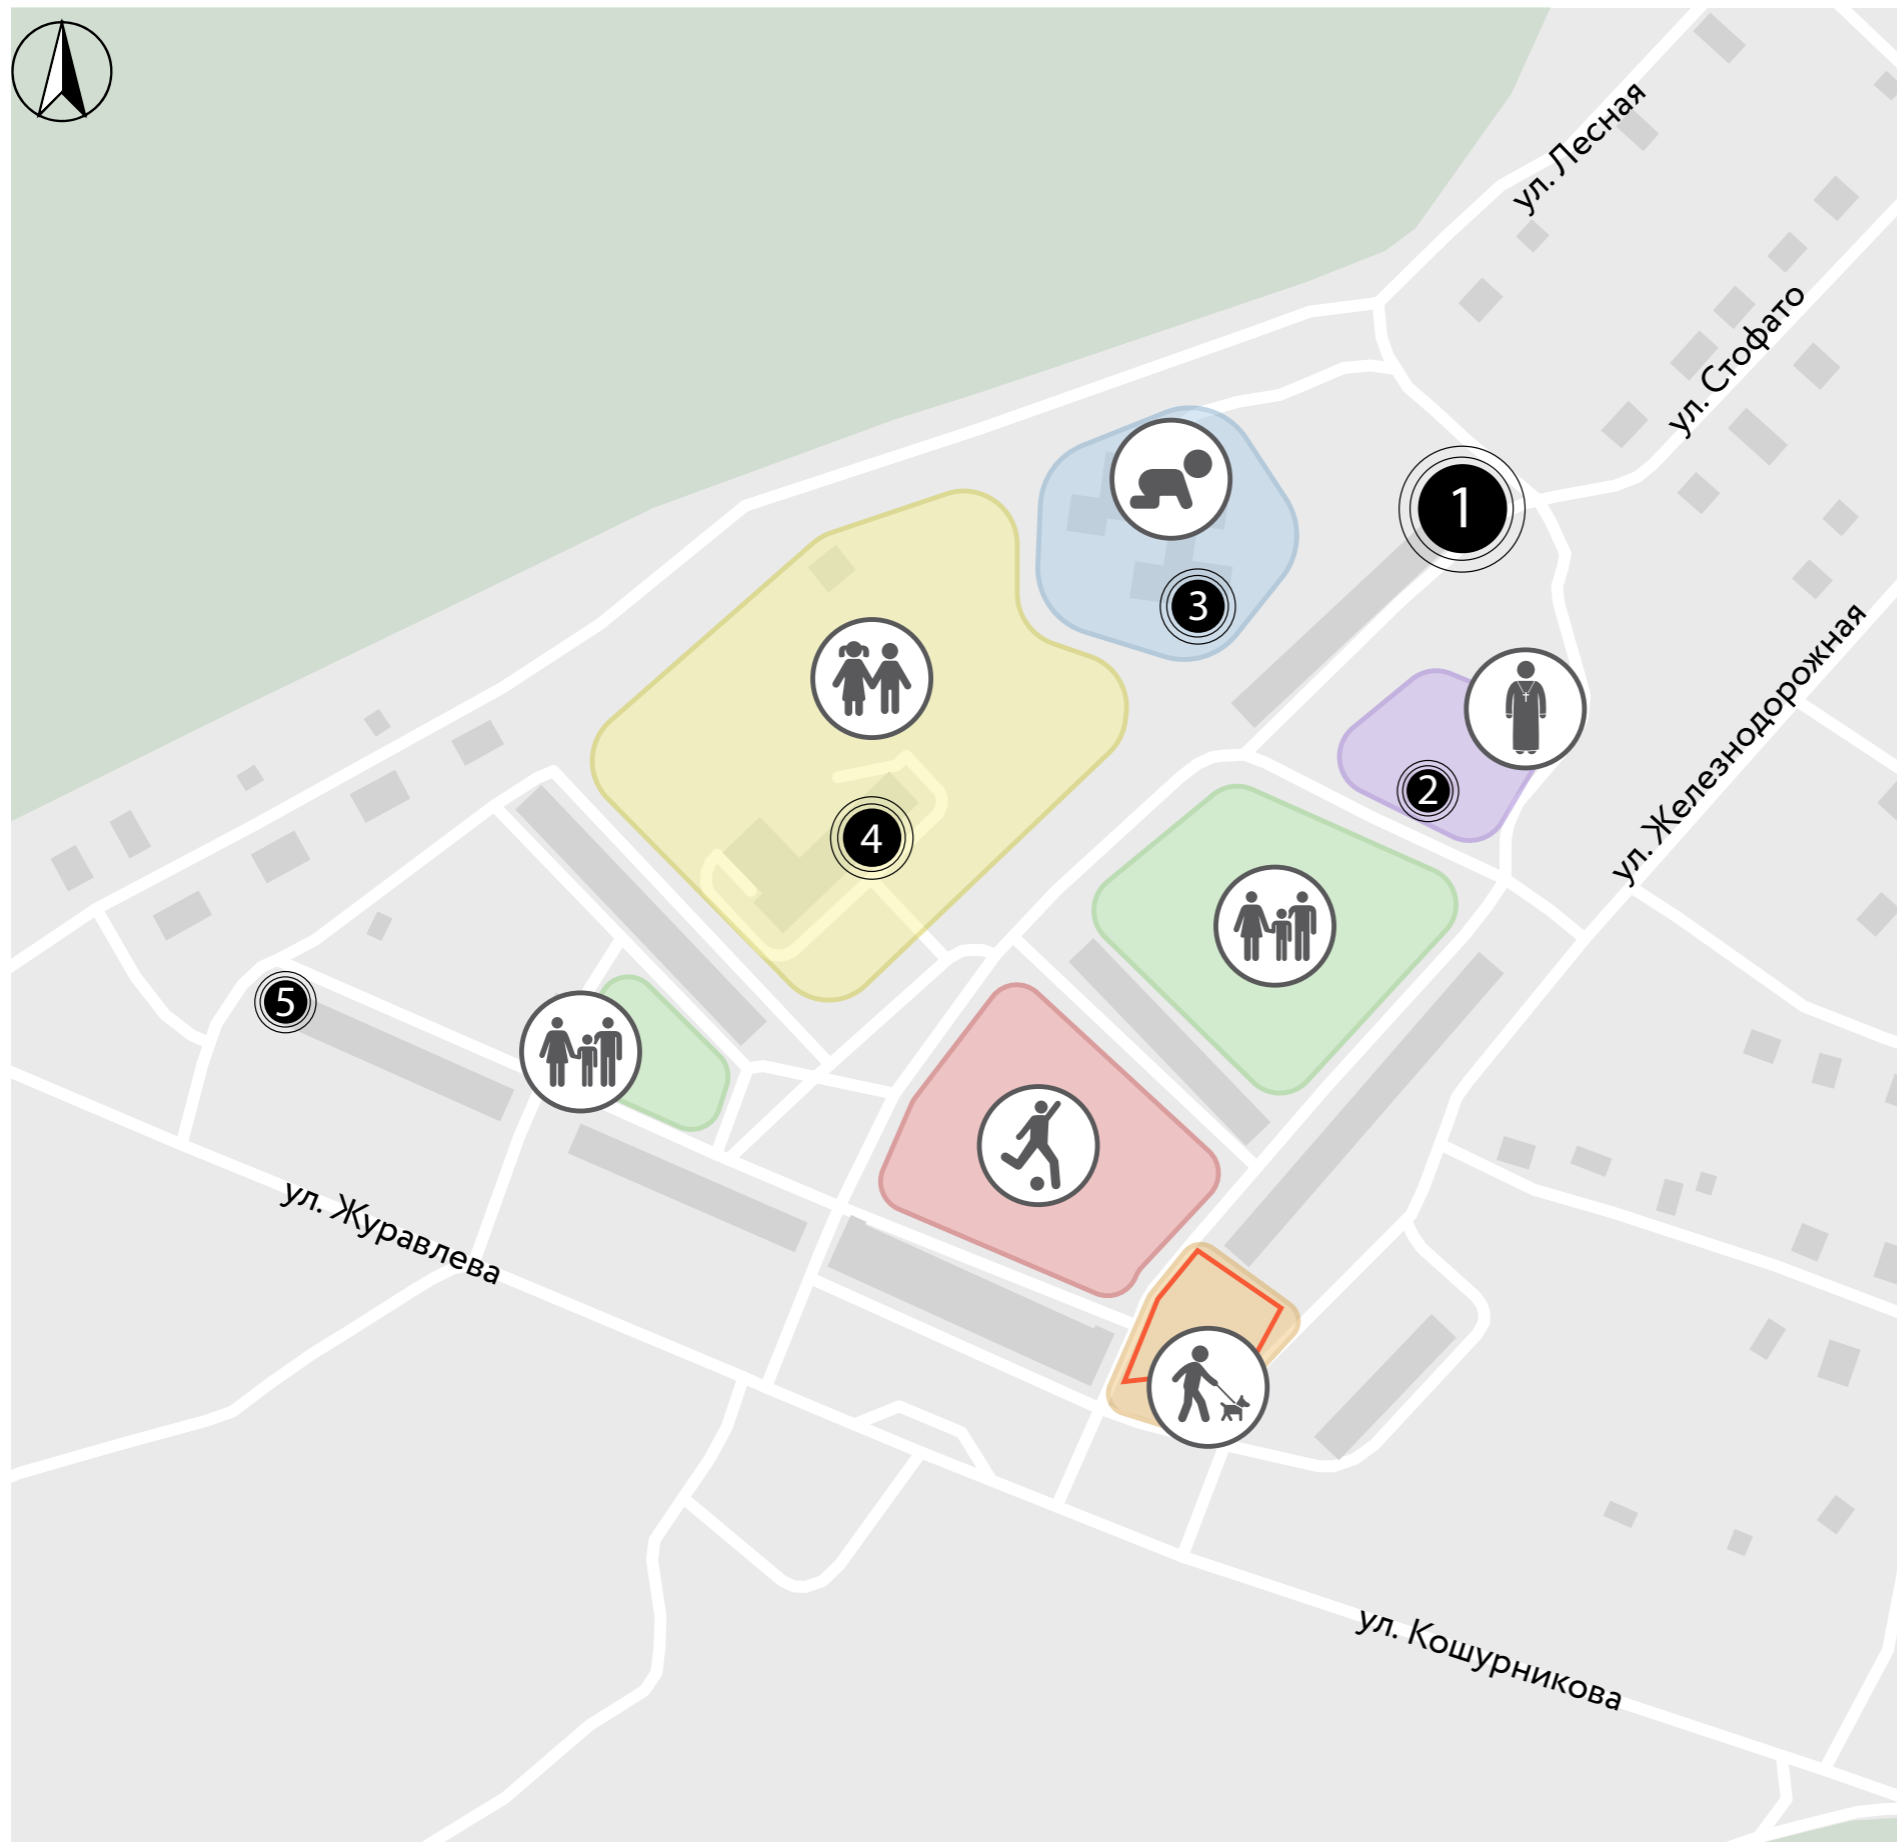 ул. Лесная
ул. Стофато
1
3
ул. Железнодорожная
2
4
5
ул. Журавлева
ул. Кошурникова